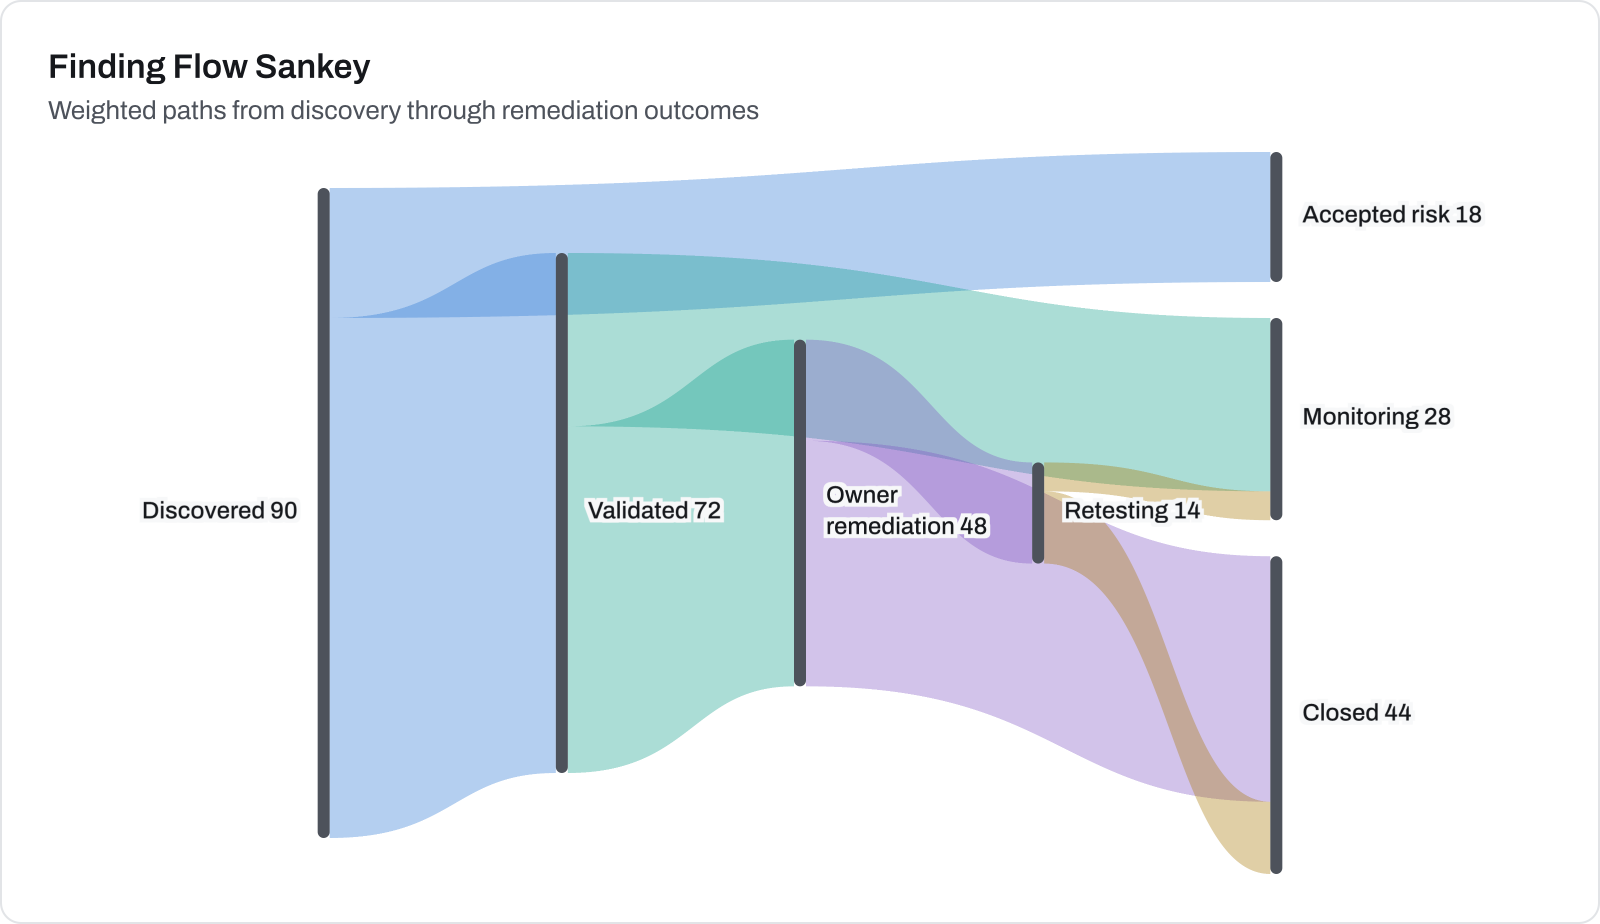 Finding Flow Sankey
Weighted paths from discovery through remediation outcomes
Accepted risk 18
Monitoring 28
Discovered 90
Validated 72
Owner
remediation 48
Retesting 14
Closed 44